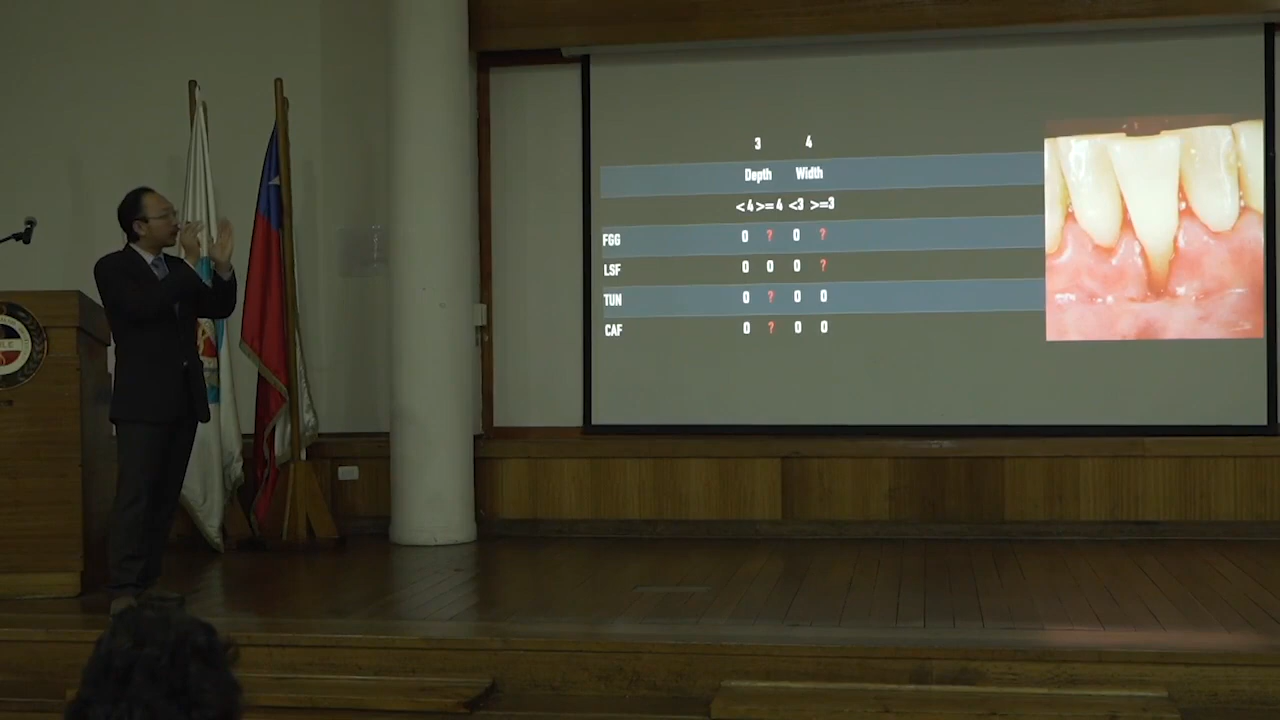 3 4
Depth Width
<4 >=4 <3 >=3
FGG 0 ? 0 ?
LSF 0 0 0 ?
TUN 0 ? 0 0
CAF 0 ? 0 0